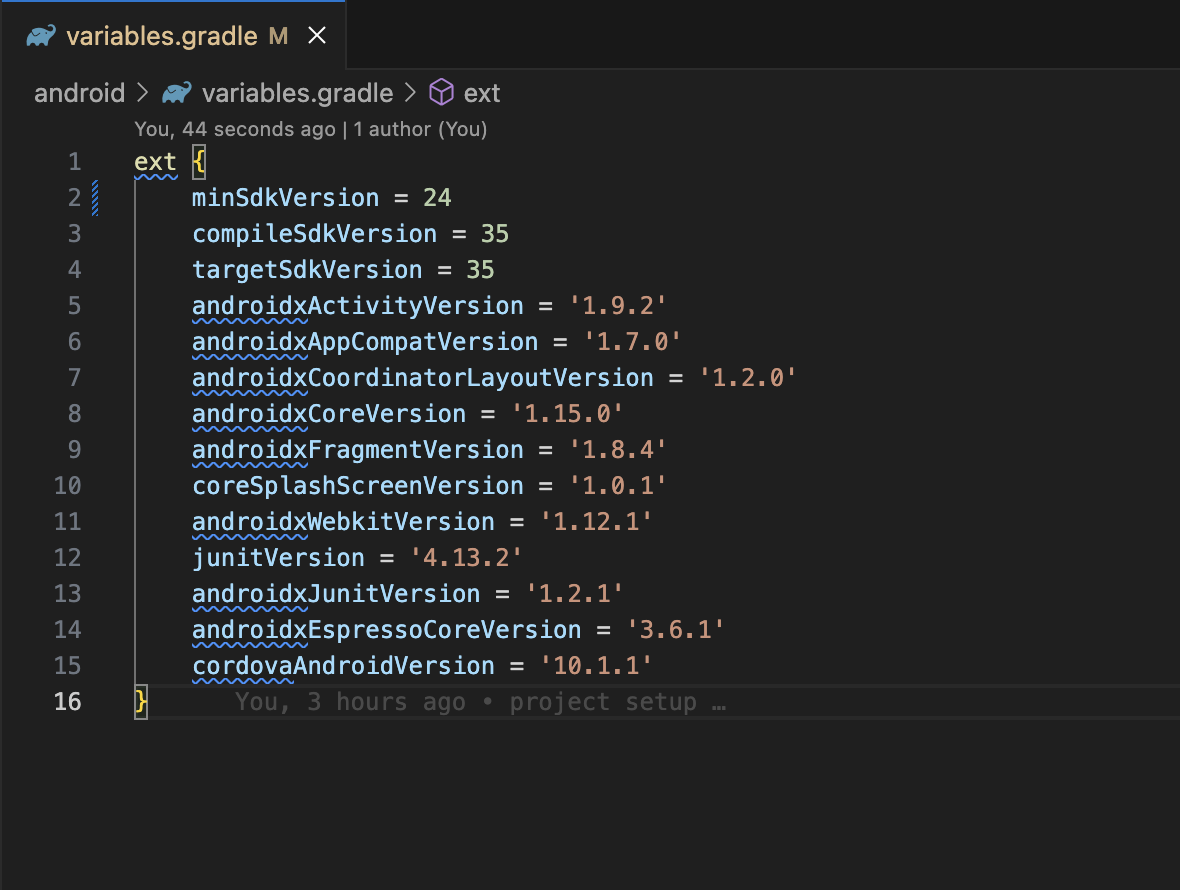 variables.gradle M
android > variables.gradle > ext
You, 44 seconds ago | 1 author (You)
1 ext {
2 minSdkVersion = 24
3 compileSdkVersion = 35
4 targetSdkVersion = 35
5 androidxActivityVersion = '1.9.2'
6 androidxAppCompatVersion = '1.7.0'
7 androidxCoordinatorLayoutVersion = '1.2.0'
8 androidxCoreVersion = '1.15.0'
9 androidxFragmentVersion = '1.8.4'
10 coreSplashScreenVersion = '1.0.1'
11 androidxWebkitVersion = '1.12.1'
12 junitVersion = '4.13.2'
13 androidxJunitVersion = '1.2.1'
14 androidxEspressoCoreVersion = '3.6.1'
15 cordovaAndroidVersion = '10.1.1'
16 } You, 3 hours ago • project setup …